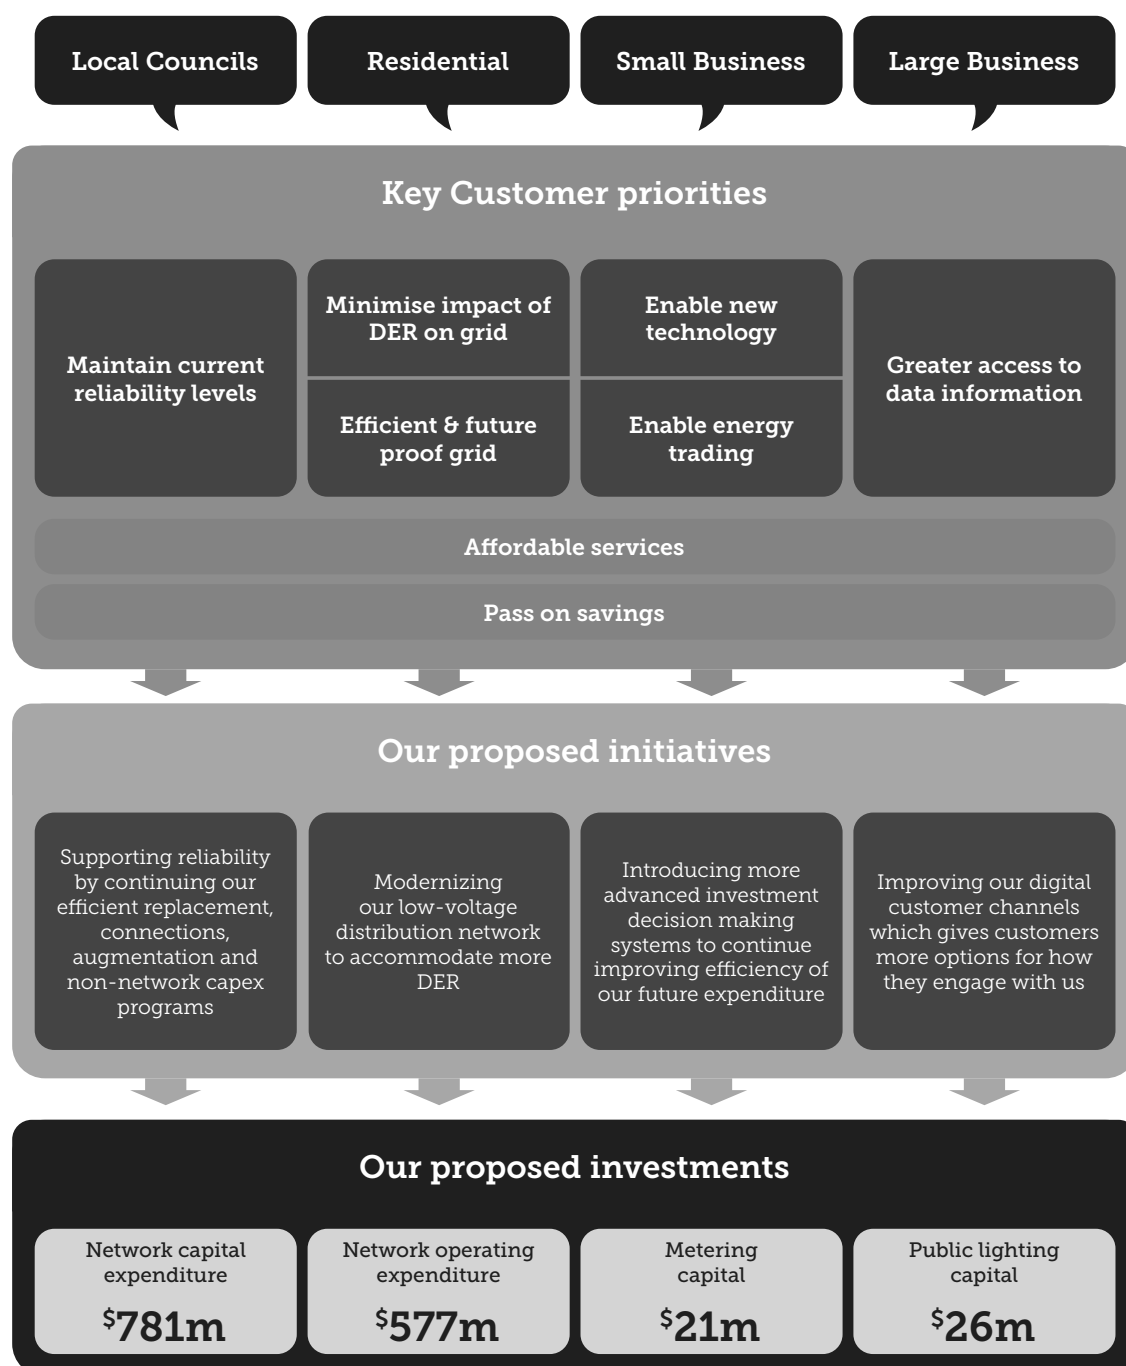 Local Councils
Residential
Small Business
Large Business
Key Customer priorities
Maintain current
reliability levels
Minimise impact of
DER on grid
Efficient & future
proof grid
Enable new
technology
Enable energy
trading
Greater access to
data information
Affordable services
Pass on savings
Our proposed initiatives
Supporting reliability
by continuing our
efficient replacement,
connections,
augmentation and
non-network capex
programs
Modernizing
our low-voltage
distribution network
to accommodate more
DER
Introducing more
advanced investment
decision making
systems to continue
improving efficiency of
our future expenditure
Improving our digital
customer channels
which gives customers
more options for how
they engage with us
Our proposed investments
Network capital
expenditure
$781m
Network operating
expenditure
$577m
Metering
capital
$21m
Public lighting
capital
$26m